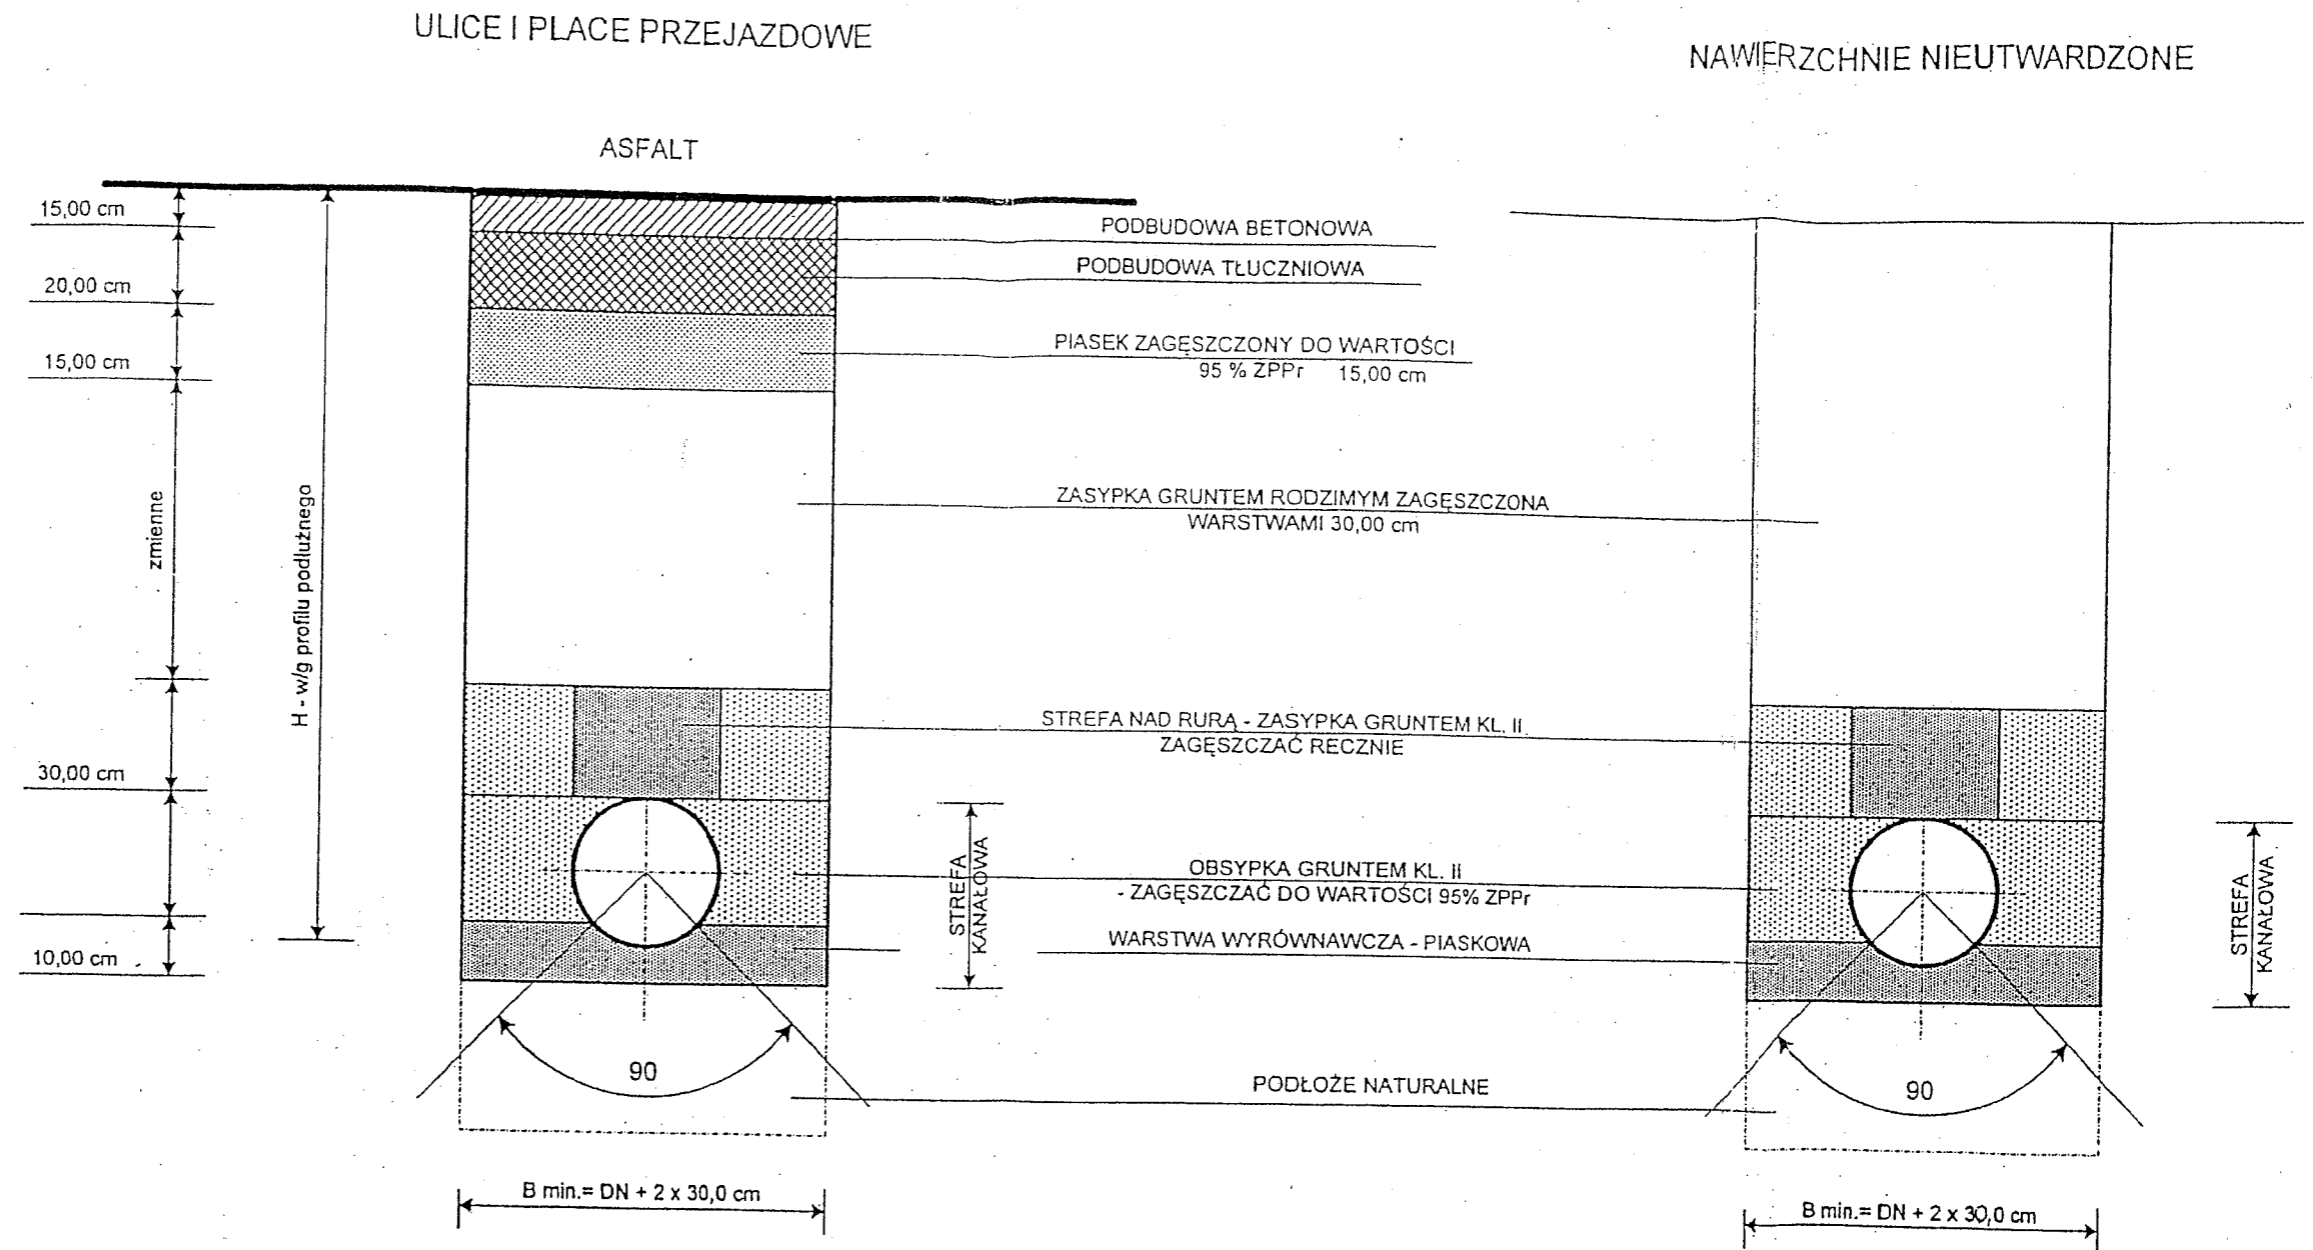 ULICE I PLACE PRZEJAZDOWE
NAWIERZCHNIE NIEUTWARDZONE
ASFALT
15,00 cm
20,00 cm
15,00 cm
zmienne
H - w/g profilu podłużnego
30,00 cm
10,00 cm
PODBUDOWA BETONOWA
PODBUDOWA TŁUCZNIOWA
PIASEK ZAGĘSZCZONY DO WARTOŚCI
95 % ZPPr 15,00 cm
ZASYPKA GRUNTEM RODZIMYM ZAGĘSZCZONA
WARSTWAMI 30,00 cm
STREFA NAD RURĄ - ZASYPKA GRUNTEM KL. II
ZAGĘSZCZAĆ RECZNIE
STREFA
KANAŁOWA
OBSYPKA GRUNTEM KL. II
- ZAGĘSZCZAĆ DO WARTOŚCI 95% ZPPr
WARSTWA WYRÓWNAWCZA - PIASKOWA
STREFA
KANAŁOWA
90
PODŁOŻE NATURALNE
90
B min.= DN + 2 x 30,0 cm
B min.= DN + 2 x 30,0 cm